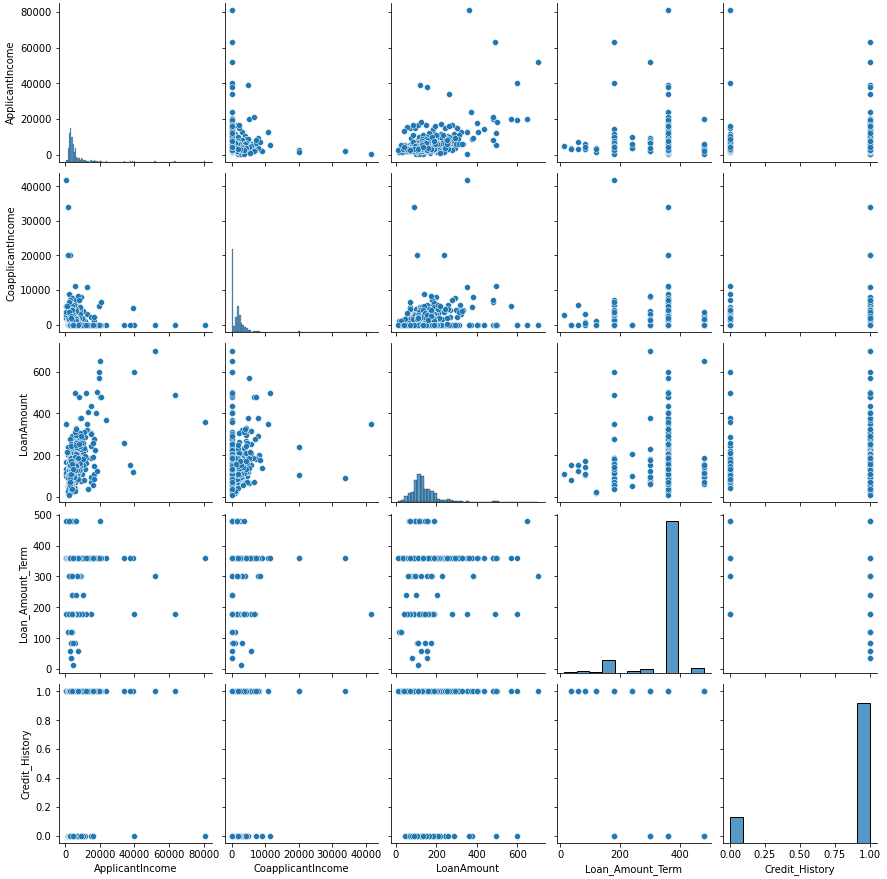 80000
60000
40000
20000
0
ApplicantIncome
40000
30000
20000
10000
0
CoapplicantIncome
600
400
200
0
LoanAmount
500
400
300
200
100
0
Loan_Amount_Term
1.0
0.8
0.6
0.4
0.2
0.0
Credit_History
0 20000 40000 60000 80000
0 10000 20000 30000 40000
0 200 400 600
0 200 400
0.00 0.25 0.50 0.75 1.00
ApplicantIncome CoapplicantIncome LoanAmount Loan_Amount_Term Credit_History